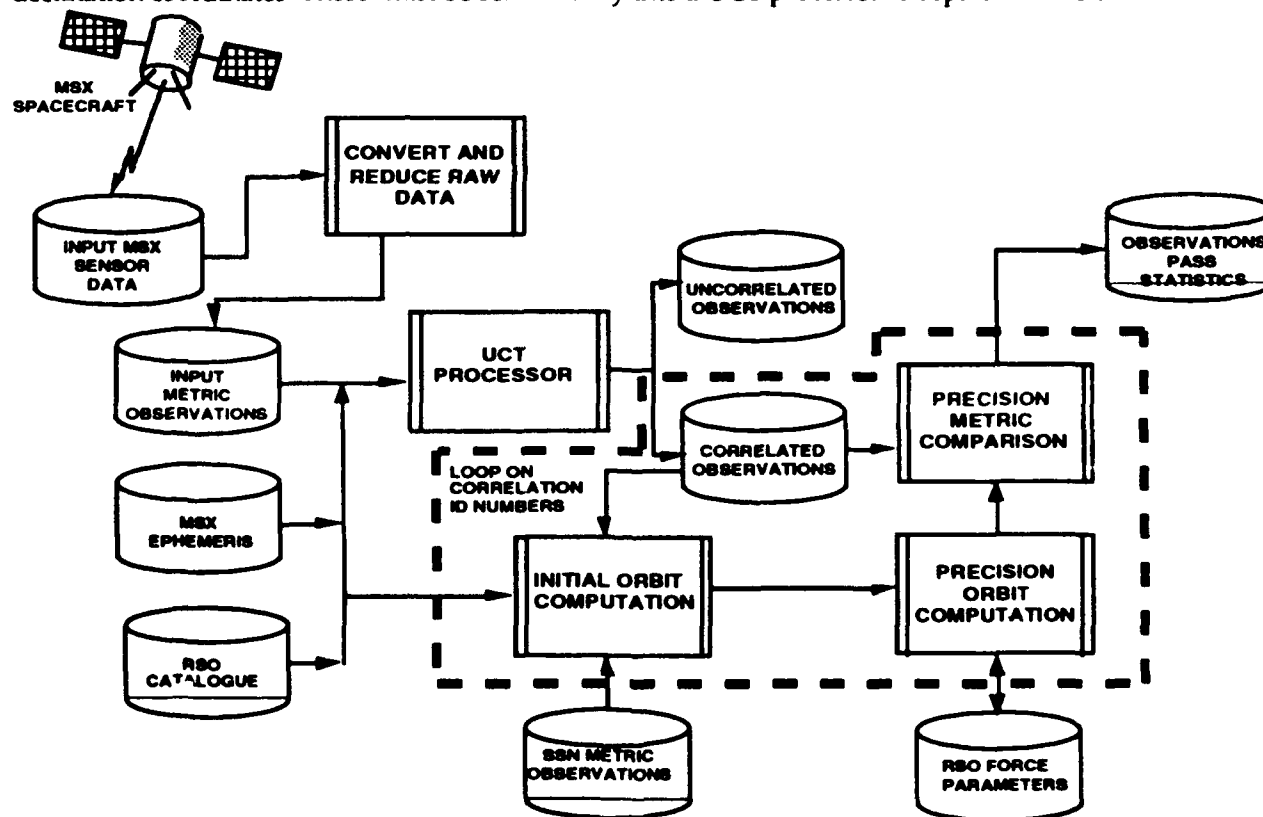 MSX
SPACECRAFT
CONVERT AND
REDUCE RAW
DATA
INPUT MSX
SENSOR
DATA
OBSERVATIONS
PASS
STATISTICS
UNCORRELATED
OBSERVATIONS
INPUT
METRIC
OBSERVATIONS
UCT
PROCESSOR
PRECISION
METRIC
COMPARISON
CORRELATED
OBSERVATIONS
LOOP ON
CORRELATION
ID NUMBERS
MSX
EPHEMERIS
INITIAL ORBIT
COMPUTATION
PRECISION
ORBIT
COMPUTATION
RSO
CATALOGUE
SSN METRIC
OBSERVATIONS
RSO FORCE
PARAMETERS